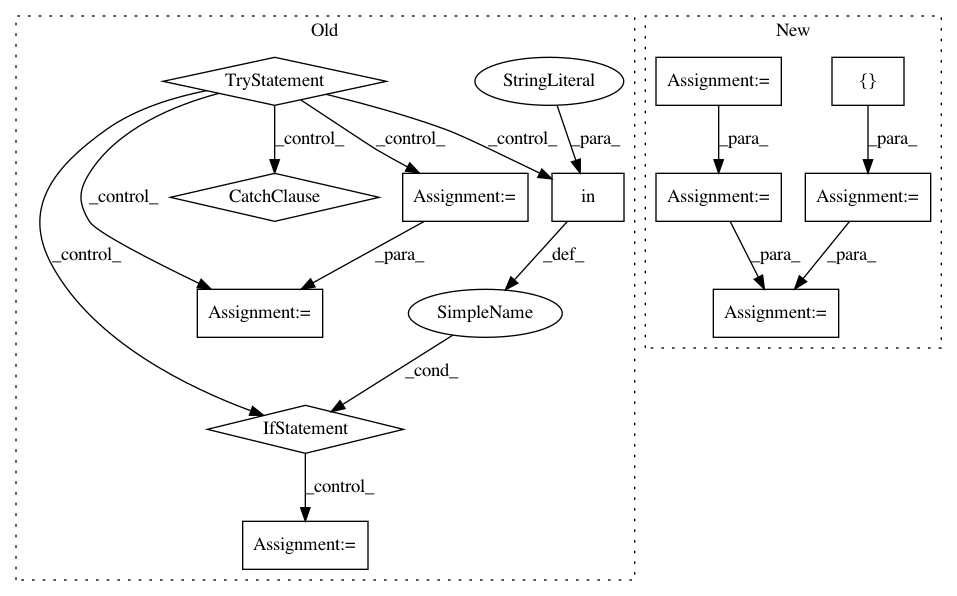 Old
New
TryStatement
StringLiteral
Assignment:=
{}
_control_
_control_
_control_
_para_
_para_
_para_
_control_
CatchClause
Assignment:=
in
Assignment:=
Assignment:=
_control_
_para_
_def_
_para_
_para_
Assignment:=
SimpleName
Assignment:=
_cond_
IfStatement
_control_
Assignment:=